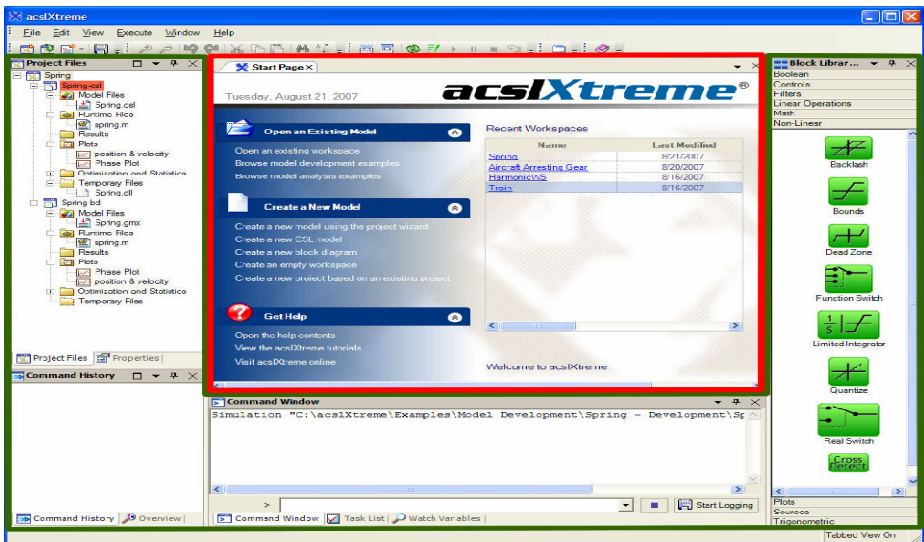 acslXtreme
File Edit View Execute Window Help
Project Files
Spring
Spring-csl
Model Files
Spring.csl
Runtime Files
spring.m
Results
Plots
position & velocity
Phase Plot
Optimization and Statistics
Temporary Files
Spring.dll
Spring bd
Model Files
Spring.gmx
Runtime Files
spring.m
Results
Plots
Phase Plot
position & velocity
Optimization and Statistics
Temporary Files
Project Files Properties
Command History
Command History Overview
Start Page
Tuesday, August 21, 2007
acslXtreme®
Open an Existing Model
Open an existing workspace
Browse model development examples
Browse model analysis examples
Create a New Model
Create a new model using the project wizard
Create a new CSL model
Create a new block diagram
Create an empty workspace
Create a new project based on an existing project
Get Help
Open the help contents
View the acslXtreme tutorials
Visit acslXtreme online
Recent Workspaces
Name Last Modified
Spring 8/21/2007
Aircraft Arresting Gear 8/20/2007
HarmonicWS 8/16/2007
Train 8/16/2007
Welcome to acslXtreme
Command Window
Simulation "C:\acslXtreme\Examples\Model Development\Spring - Development\Sp
>
Start Logging
Command Window Task List Watch Variables
Block Librar...
Boolean
Controls
Filters
Linear Operations
Math
Non-Linear
Backlash
Bounds
Dead Zone
Function Switch
1
s
Limited Integrator
Quantize
Real Switch
Cross
Detect
Plots
Sources
Trigonometric
Tabbed View On